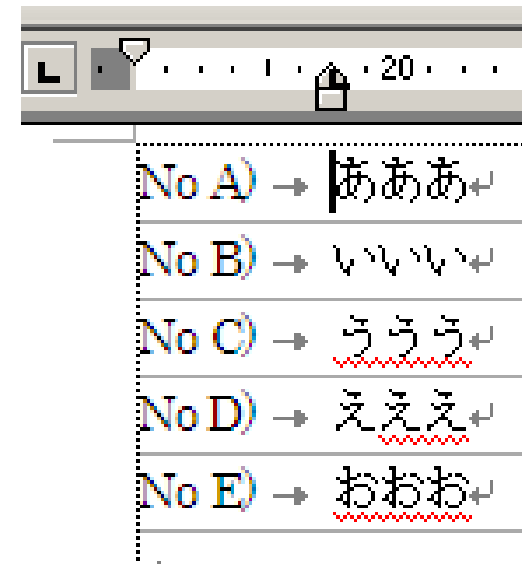 20
No A) → あああ↵
No B) → いいい↵
No C) → ううう↵
No D) → えええ↵
No E) → おおお↵